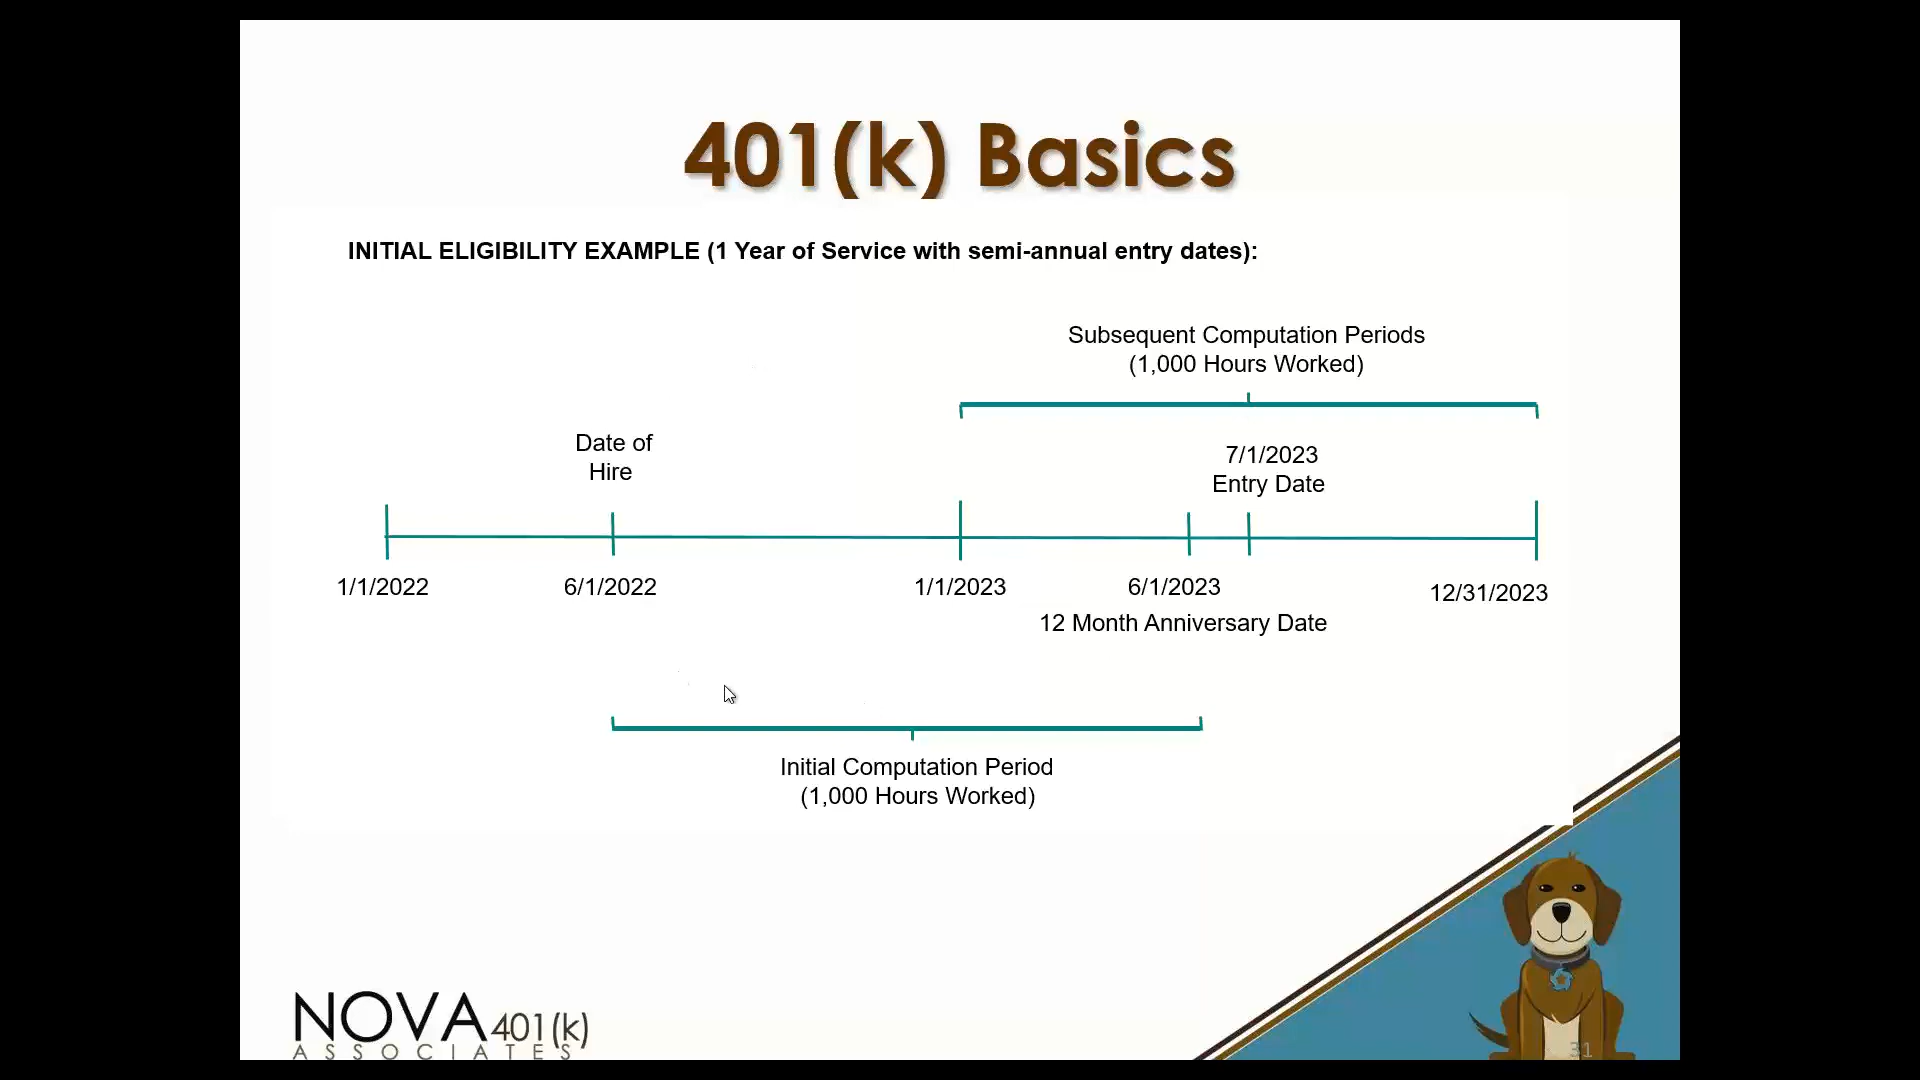 401(k) Basics
INITIAL ELIGIBILITY EXAMPLE (1 Year of Service with semi-annual entry dates):
Subsequent Computation Periods
(1,000 Hours Worked)
Date of
Hire
7/1/2023
Entry Date
1/1/2022
6/1/2022
1/1/2023
6/1/2023
12/31/2023
12 Month Anniversary Date
Initial Computation Period
(1,000 Hours Worked)
NOVA 401(k)
ASSOCIATES
31